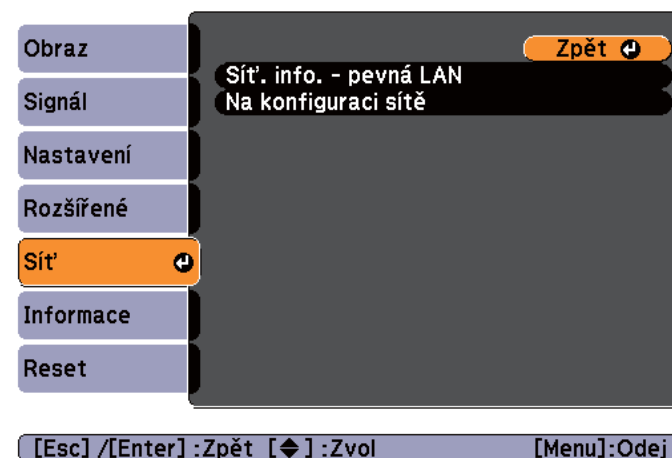 Obraz
Signál
Nastavení
Rozšířené
Síť
Informace
Reset
Zpět
Síť. info. - pevná LAN
Na konfiguraci sítě
[Esc] /[Enter] :Zpět [ ] :Zvol [Menu]:Odej